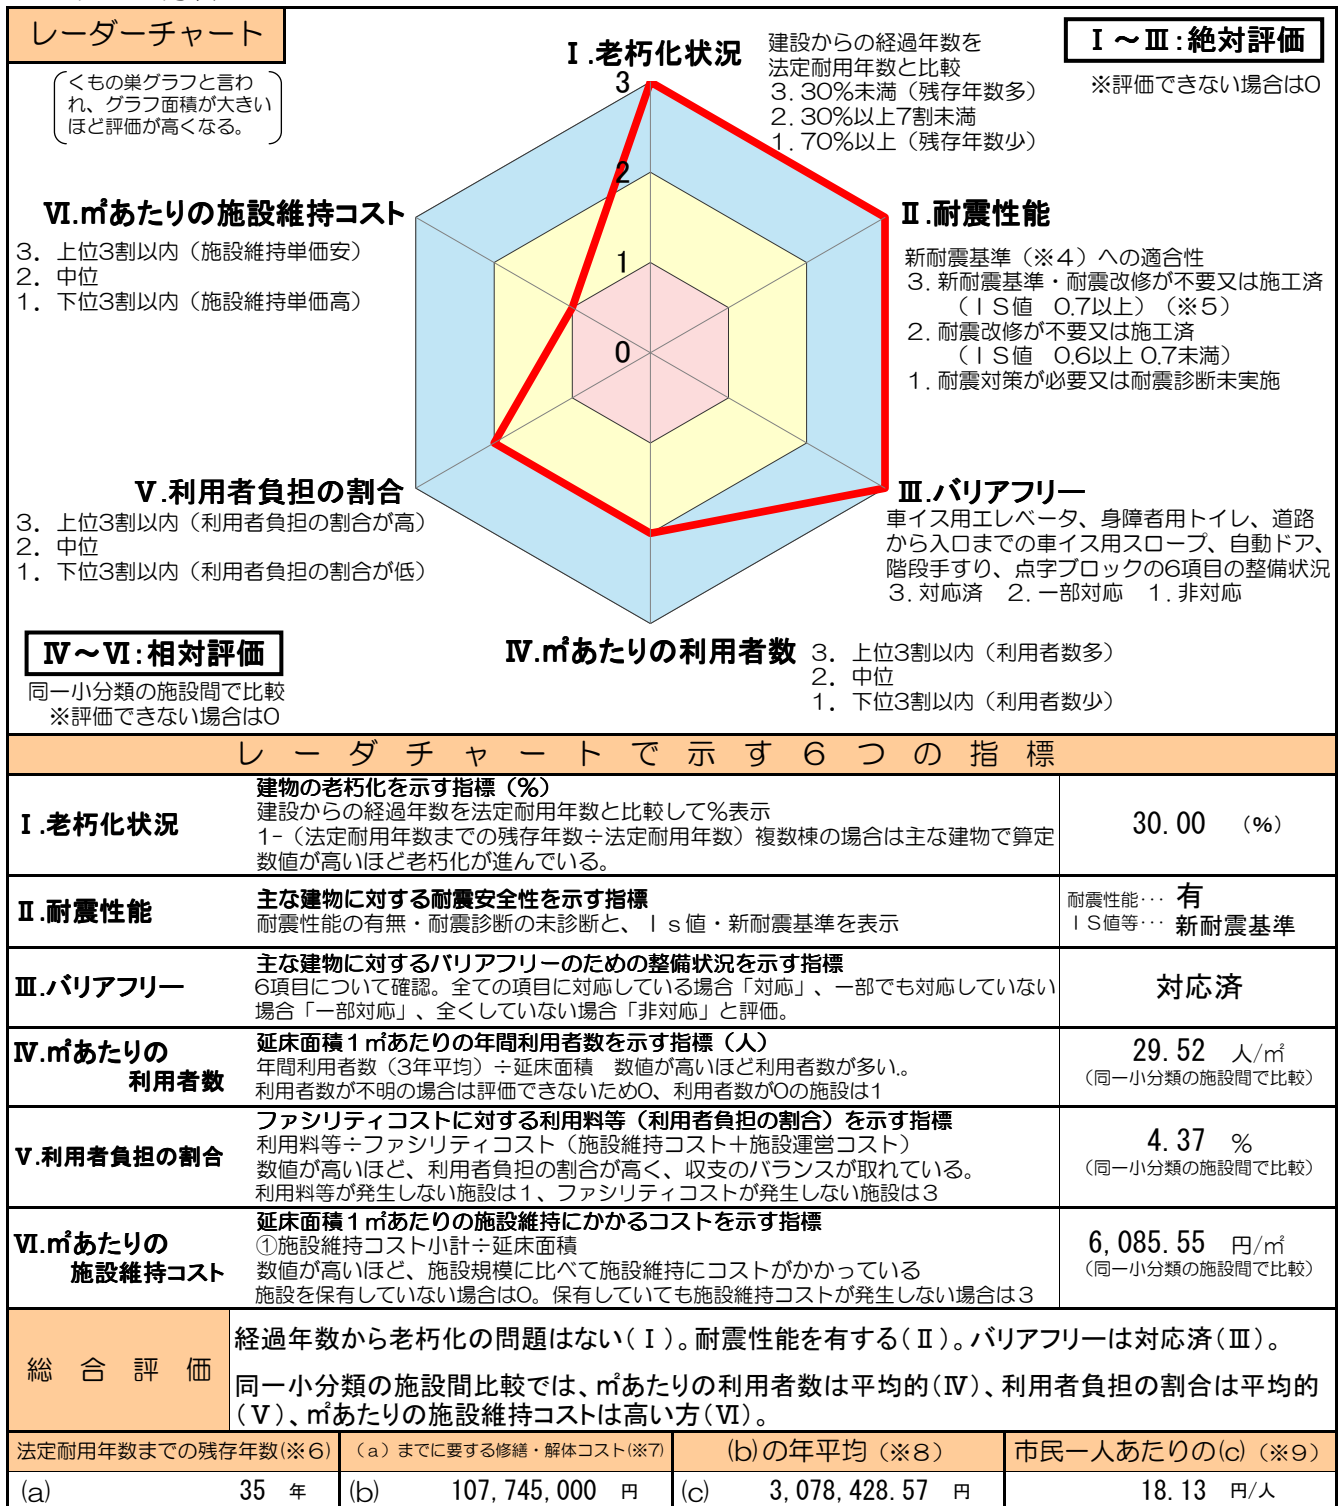 レーダーチャート
くもの巣グラフと言わ
れ、グラフ面積が大きい
ほど評価が高くなる。
Ⅰ.老朽化状況
建設からの経過年数を
法定耐用年数と比較
3. 30%未満（残存年数多）
2. 30%以上7割未満
1. 70%以上（残存年数少）
Ⅰ～Ⅲ:絶対評価
※評価できない場合は0
3
2
1
0
Ⅵ.㎡あたりの施設維持コスト
3. 上位3割以内（施設維持単価安）
2. 中位
1. 下位3割以内（施設維持単価高）
Ⅱ.耐震性能
新耐震基準（※4）への適合性
3. 新耐震基準・耐震改修が不要又は施工済
（ＩＳ値 0.7以上）（※5）
2. 耐震改修が不要又は施工済
（ＩＳ値 0.6以上 0.7未満）
1. 耐震対策が必要又は耐震診断未実施
Ⅴ.利用者負担の割合
3. 上位3割以内（利用者負担の割合が高）
2. 中位
1. 下位3割以内（利用者負担の割合が低）
Ⅲ.バリアフリー
車イス用エレベータ、身障者用トイレ、道路
から入口までの車イス用スロープ、自動ドア、
階段手すり、点字ブロックの6項目の整備状況
3. 対応済 2. 一部対応 1. 非対応
Ⅳ～Ⅵ:相対評価
同一小分類の施設間で比較
※評価できない場合は0
Ⅳ.㎡あたりの利用者数
3. 上位3割以内（利用者数多）
2. 中位
1. 下位3割以内（利用者数少）
レーダチャートで示す６つの指標
Ⅰ.老朽化状況
建物の老朽化を示す指標（％）
建設からの経過年数を法定耐用年数と比較して%表示
1-（法定耐用年数までの残存年数÷法定耐用年数）複数棟の場合は主な建物で算定
数値が高いほど老朽化が進んでいる。
30.00 （%）
Ⅱ.耐震性能
主な建物に対する耐震安全性を示す指標
耐震性能の有無・耐震診断の未診断と、Ｉｓ値・新耐震基準を表示
耐震性能･･･ 有
ＩＳ値等･･･ 新耐震基準
Ⅲ.バリアフリー
主な建物に対するバリアフリーのための整備状況を示す指標
6項目について確認。全ての項目に対応している場合「対応」、一部でも対応していない
場合「一部対応」、全くしていない場合「非対応」と評価。
対応済
Ⅳ.㎡あたりの
利用者数
延床面積１㎡あたりの年間利用者数を示す指標（人）
年間利用者数（3年平均）÷延床面積 数値が高いほど利用者数が多い。
利用者数が不明の場合は評価できないため0、利用者数が0の施設は1
29.52 人/㎡
（同一小分類の施設間で比較）
Ⅴ.利用者負担の割合
ファシリティコストに対する利用料等（利用者負担の割合）を示す指標
利用料等÷ファシリティコスト（施設維持コスト＋施設運営コスト）
数値が高いほど、利用者負担の割合が高く、収支のバランスが取れている。
利用料等が発生しない施設は１、ファシリティコストが発生しない施設は３
4.37 %
（同一小分類の施設間で比較）
Ⅵ.㎡あたりの
施設維持コスト
延床面積１㎡あたりの施設維持にかかるコストを示す指標
①施設維持コスト小計÷延床面積
数値が高いほど、施設規模に比べて施設維持にコストがかかっている
施設を保有していない場合は0。保有していても施設維持コストが発生しない場合は３
6,085.55 円/㎡
（同一小分類の施設間で比較）
総合評価
経過年数から老朽化の問題はない(Ⅰ)。耐震性能を有する(Ⅱ)。バリアフリーは対応済(Ⅲ)。
同一小分類の施設間比較では、㎡あたりの利用者数は平均的(Ⅳ)、利用者負担の割合は平均的
(Ⅴ)、㎡あたりの施設維持コストは高い方(Ⅵ)。
法定耐用年数までの残存年数(※6)
（a）までに要する修繕・解体コスト(※7)
(b)の年平均（※8）
市民一人あたりの(c)（※9）
(a) 35 年
(b) 107,745,000 円
(c) 3,078,428.57 円
18.13 円/人